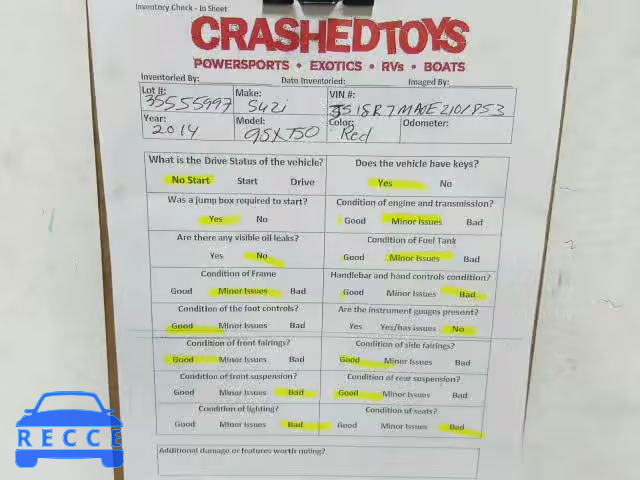 Inventory Check - In Sheet
CRASHEDTOYS
POWERSPORTS • EXOTICS • RVs • BOATS
Inventoried By: Date Inventoried: Imaged By:
Lot #: 35555997 Make: Suzi VIN #: JS1SR7MA0E2101853
Year: 2014 Model: GSX750 Color: Red Odometer:
What is the Drive Status of the vehicle? Does the vehicle have keys?
No Start Start Drive Yes No
Was a jump box required to start? Condition of engine and transmission?
Yes No Good Minor Issues Bad
Are there any visible oil leaks? Condition of Fuel Tank
Yes No Good Minor Issues Bad
Condition of Frame Handlebar and hand controls condition?
Good Minor Issues Bad Good Minor Issues Bad
Condition of the foot controls? Are the instrument gauges present?
Good Minor Issues Bad Yes Yes/has issues No
Condition of front fairings? Condition of side fairings?
Good Minor Issues Bad Good Minor Issues Bad
Condition of front suspension? Condition of rear suspension?
Good Minor Issues Bad Good Minor Issues Bad
Condition of lighting? Condition of seats?
Good Minor Issues Bad Good Minor Issues Bad
Additional damage or features worth noting?
RECCE